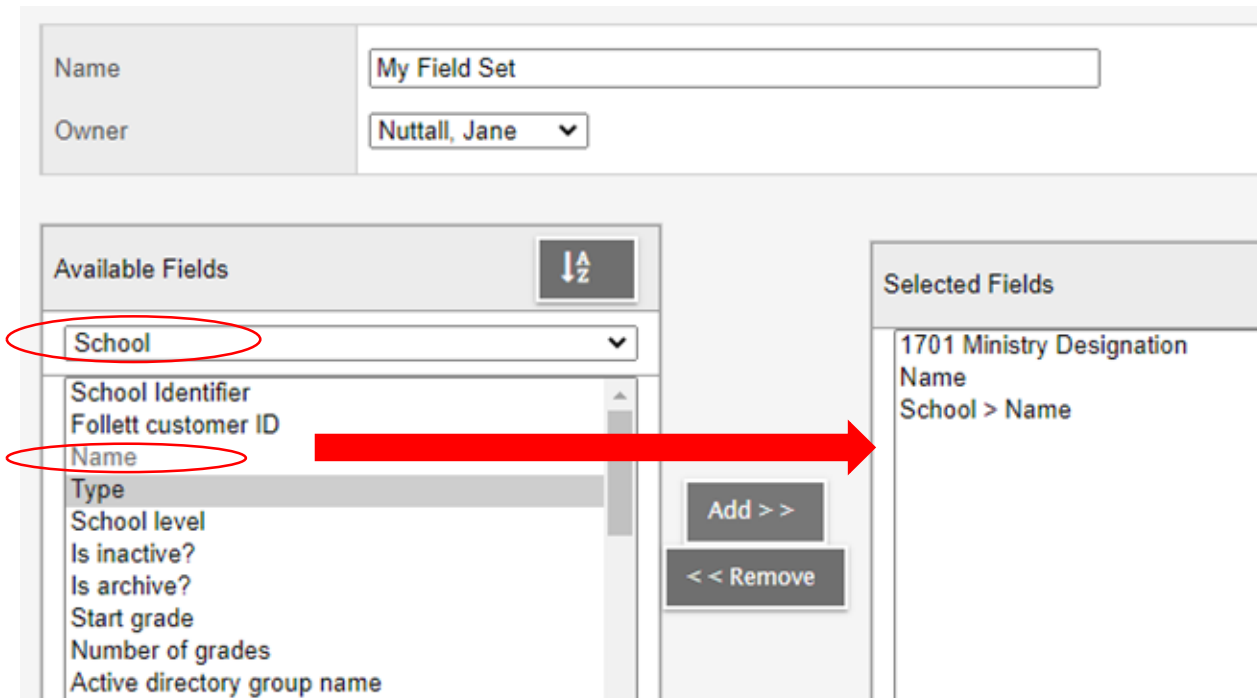 Name
My Field Set
Owner
Nuttall, Jane
Available Fields
A
Z
School
School Identifier
Follett customer ID
Name
Type
School level
Is inactive?
Is archive?
Start grade
Number of grades
Active directory group name
Add > >
< < Remove
Selected Fields
1701 Ministry Designation
Name
School > Name